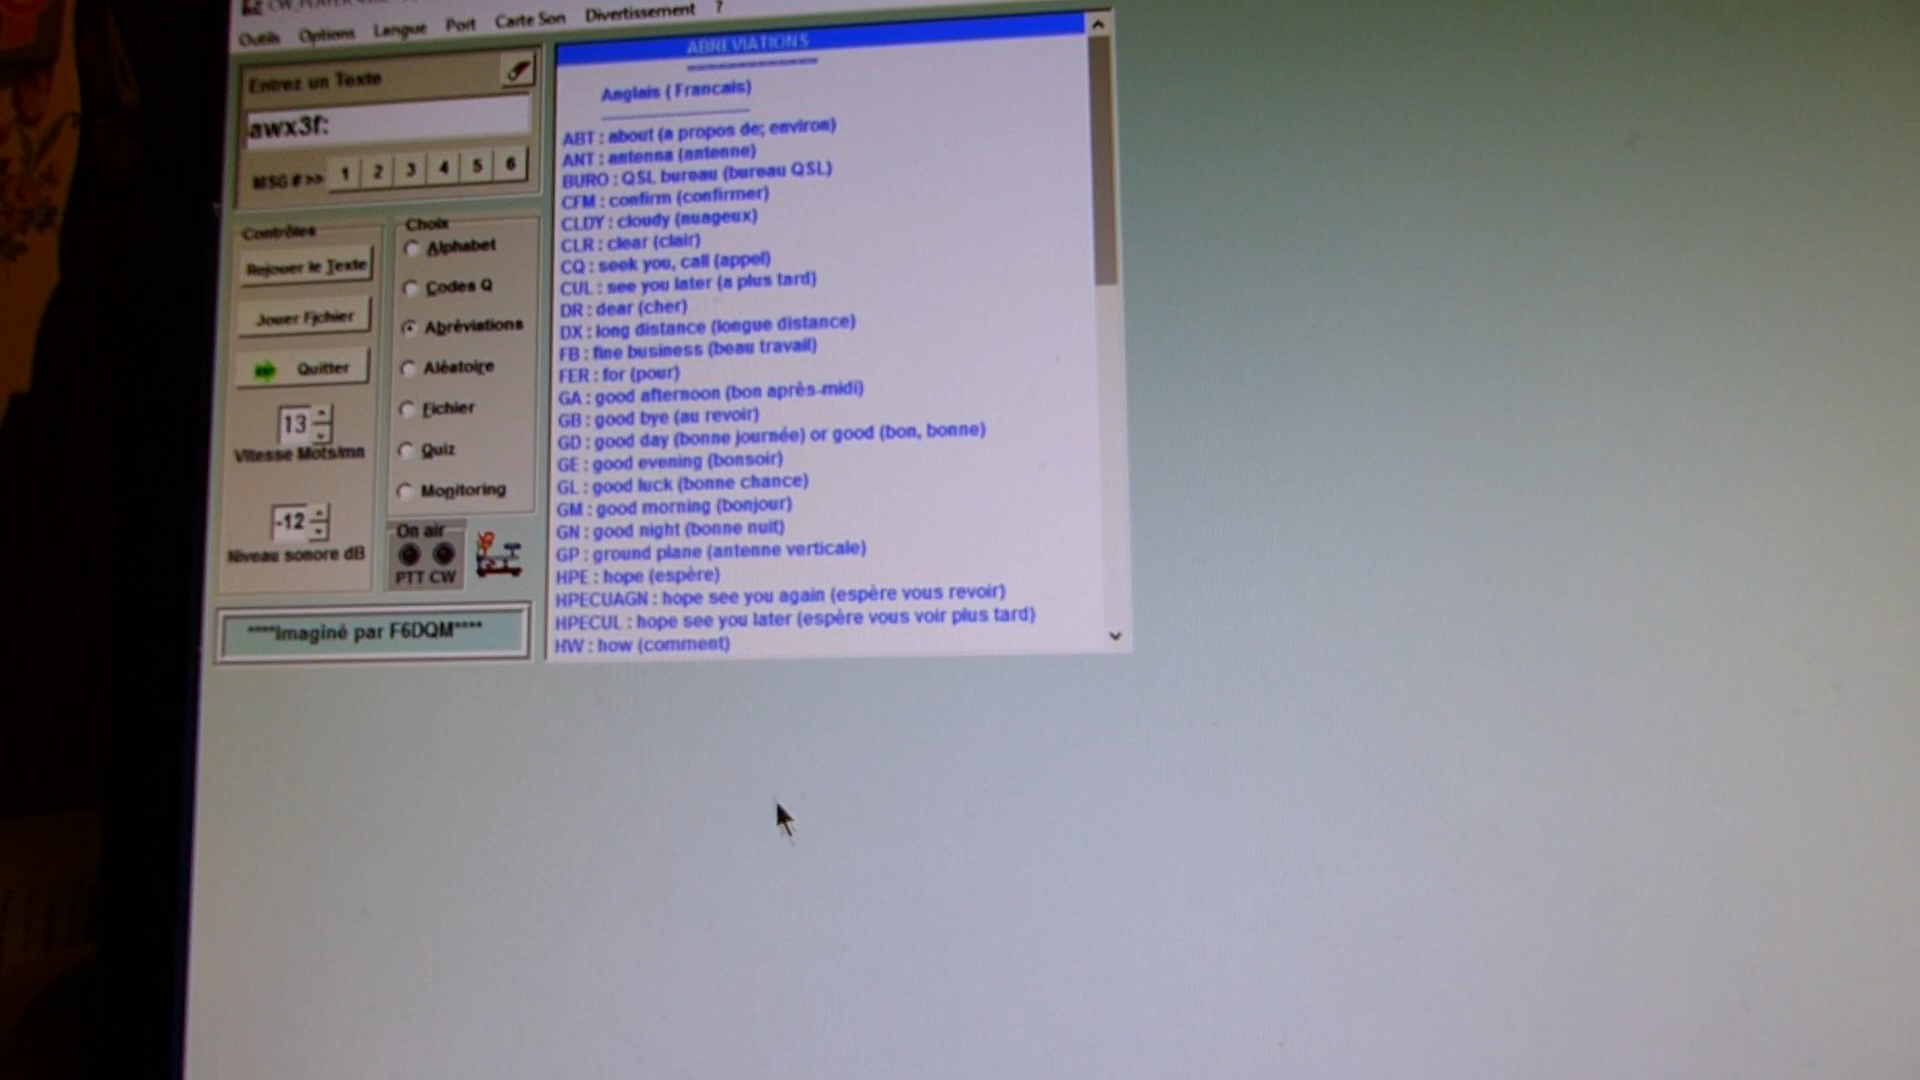 CW_PLAYER
Outils Options Langue Port Carte Son Divertissement ?
Entrez un Texte
awx3f:
MSG # >> 1 2 3 4 5 6
Contrôles
Rejouer le Texte
Jouer Fichier
Quitter
13
Vitesse Mots/mn
-12
Niveau sonore dB
Choix
Alphabet
Codes Q
Abréviations
Aléatoire
Fichier
Quiz
Monitoring
On air
PTT CW
****Imaginé par F6DQM****
ABREVIATIONS
=============
Anglais ( Francais)
ABT : about (a propos de; environ)
ANT : antenna (antenne)
BURO : QSL bureau (bureau QSL)
CFM : confirm (confirmer)
CLDY : cloudy (nuageux)
CLR : clear (clair)
CQ : seek you, call (appel)
CUL : see you later (a plus tard)
DR : dear (cher)
DX : long distance (longue distance)
FB : fine business (beau travail)
FER : for (pour)
GA : good afternoon (bon après-midi)
GB : good bye (au revoir)
GD : good day (bonne journée) or good (bon, bonne)
GE : good evening (bonsoir)
GL : good luck (bonne chance)
GM : good morning (bonjour)
GN : good night (bonne nuit)
GP : ground plane (antenne verticale)
HPE : hope (espère)
HPECUAGN : hope see you again (espère vous revoir)
HPECUL : hope see you later (espère vous voir plus tard)
HW : how (comment)